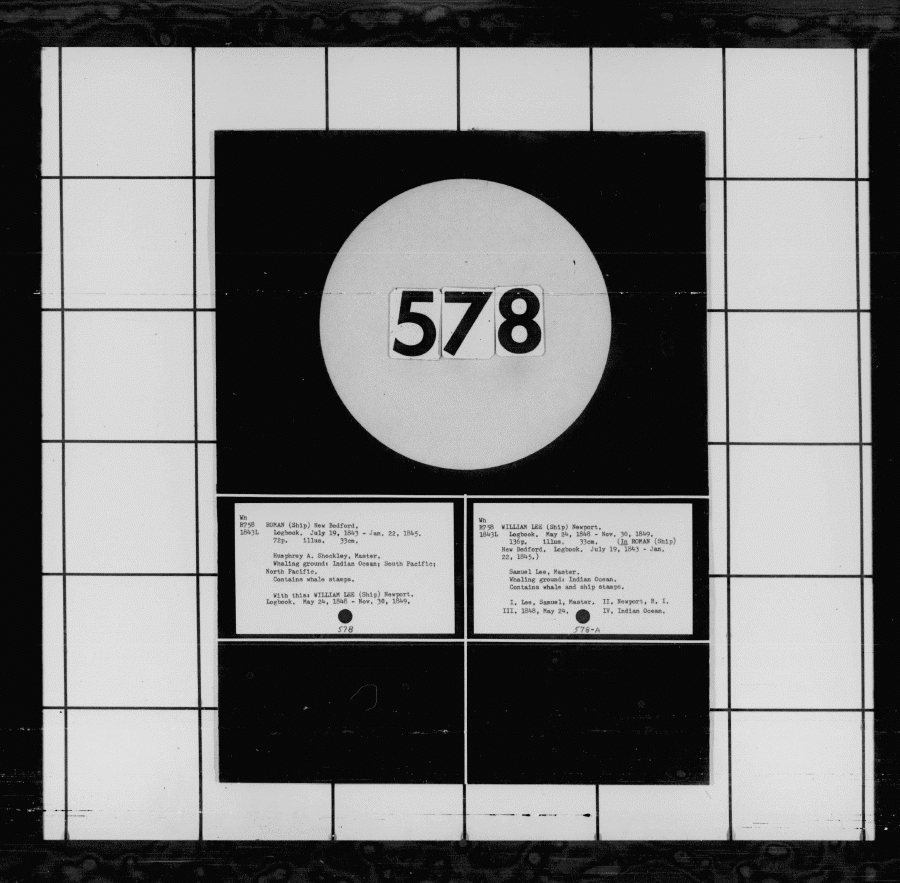 578
Wh
R758 ROMAN (Ship) New Bedford.
1843L Logbook. July 19, 1843 - Jan. 22, 1845.
72p. illus. 33cm.
Humphrey A. Shockley, Master.
Whaling ground: Indian Ocean; South Pacific;
North Pacific.
Contains whale stamps.
With this: WILLIAM LEE (Ship) Newport.
Logbook. May 24, 1848 - Nov. 30, 1849.
578
Wh
R758 WILLIAM LEE (Ship) Newport.
1843L Logbook. May 24, 1848 - Nov. 30, 1849.
136p. illus. 33cm. (In ROMAN (Ship)
New Bedford. Logbook. July 19, 1843 - Jan.
22, 1845.)
Samuel Lee, Master.
Whaling ground: Indian Ocean.
Contains whale and ship stamps.
I. Lee, Samuel, Master. II. Newport, R. I.
III. 1848, May 24. IV. Indian Ocean.
578-A